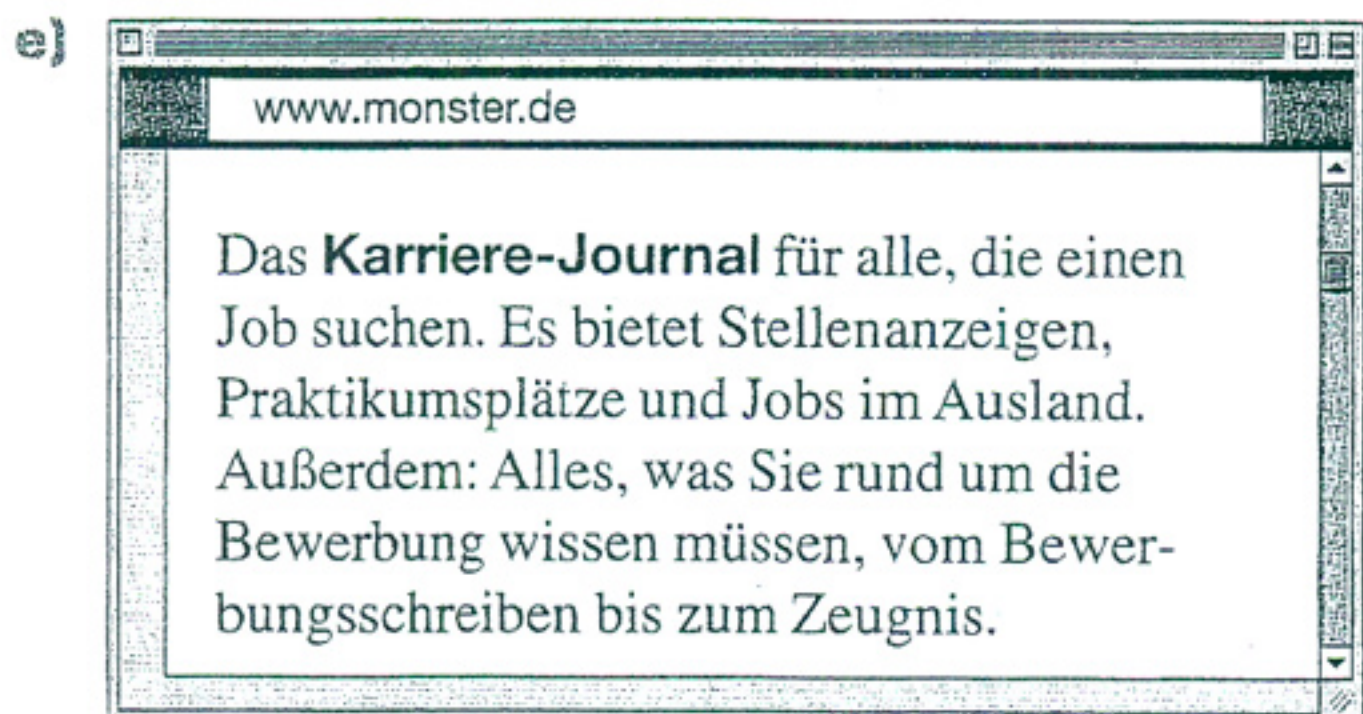 e)
www.monster.de
Das Karriere-Journal für alle, die einen
Job suchen. Es bietet Stellenanzeigen,
Praktikumsplätze und Jobs im Ausland.
Außerdem: Alles, was Sie rund um die
Bewerbung wissen müssen, vom Bewer-
bungsschreiben bis zum Zeugnis.